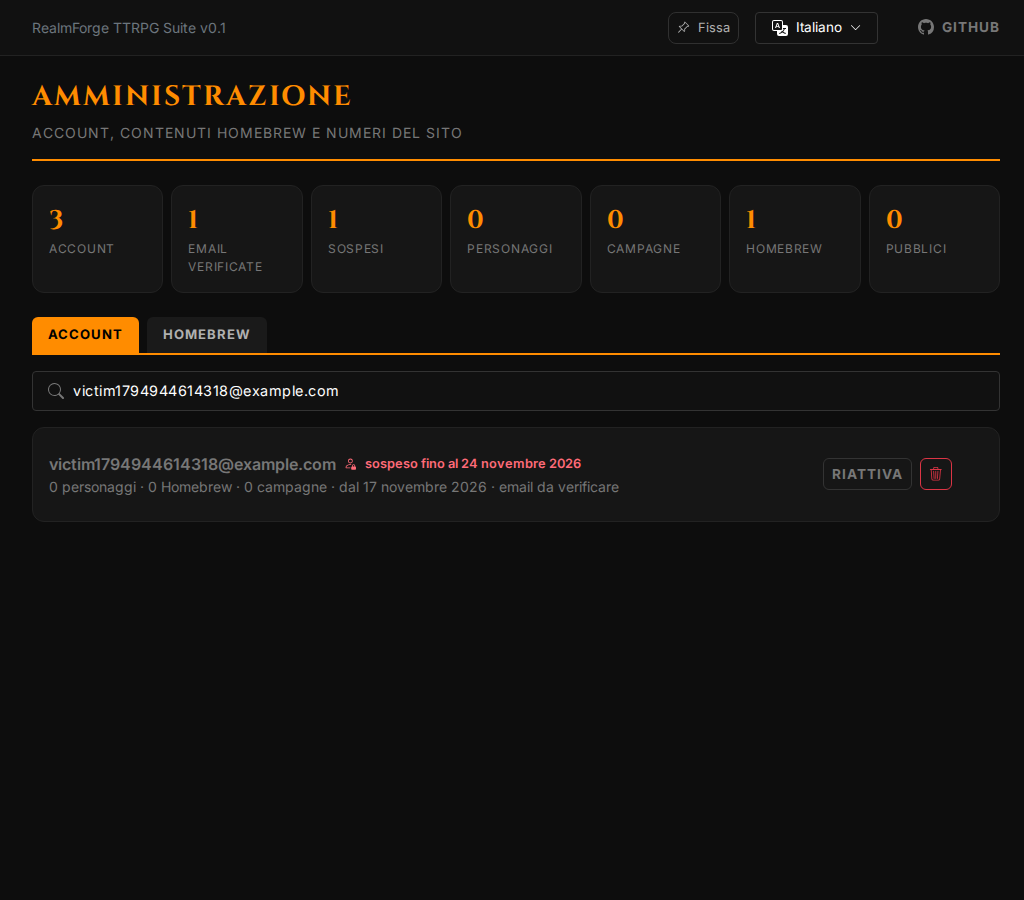 RealmForge TTRPG Suite v0.1
Fissa
Italiano
GITHUB
AMMINISTRAZIONE
ACCOUNT, CONTENUTI HOMEBREW E NUMERI DEL SITO
3
ACCOUNT
1
EMAIL
VERIFICATE
1
SOSPESI
0
PERSONAGGI
0
CAMPAGNE
1
HOMEBREW
0
PUBBLICI
ACCOUNT
HOMEBREW
victim1794944614318@example.com
victim1794944614318@example.com sospeso fino al 24 novembre 2026
0 personaggi · 0 Homebrew · 0 campagne · dal 17 novembre 2026 · email da verificare
RIATTIVA